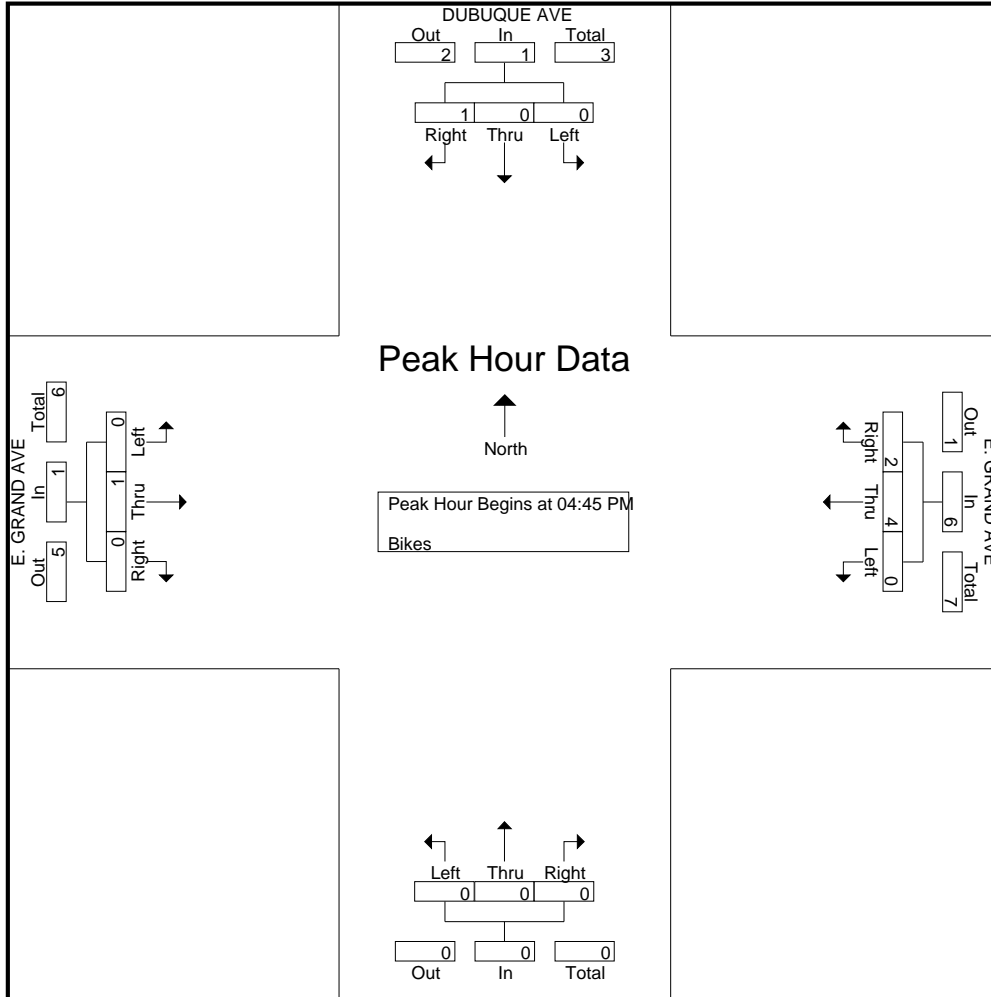 DUBUQUE AVE
Out In Total
2 1 3
1 0 0
Right Thru Left
Peak Hour Data
North
Peak Hour Begins at 04:45 PM
Bikes
E. GRAND AVE
Total In Out
6 1 5
0 1 0
Left Thru Right
E. GRAND AVE
Out In Total
1 6 7
2 4 0
Right Thru Left
Left Thru Right
0 0 0
0 0 0
Out In Total